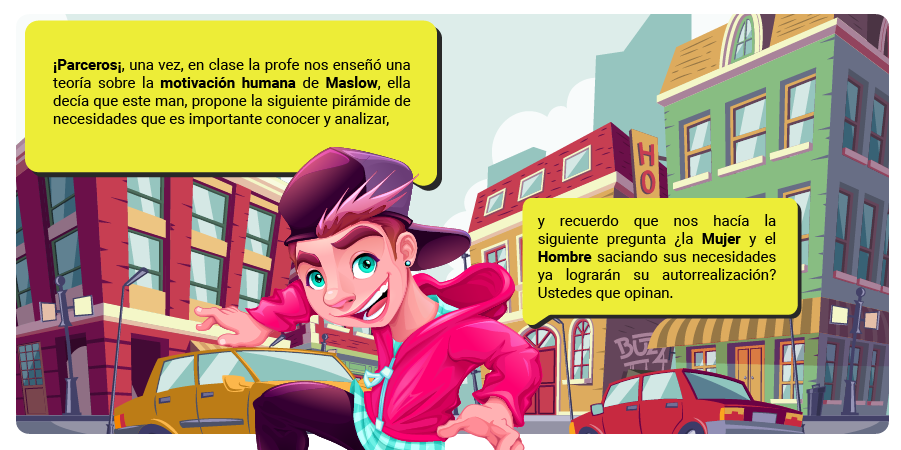 ¡Parceros¡, una vez, en clase la profe nos enseñó una
teoría sobre la motivación humana de Maslow, ella
decía que este man, propone la siguiente pirámide de
necesidades que es importante conocer y analizar,
HO
y recuerdo que nos hacía la
siguiente pregunta ¿la Mujer y el
Hombre saciando sus necesidades
ya lograrán su autorrealización?
Ustedes que opinan.